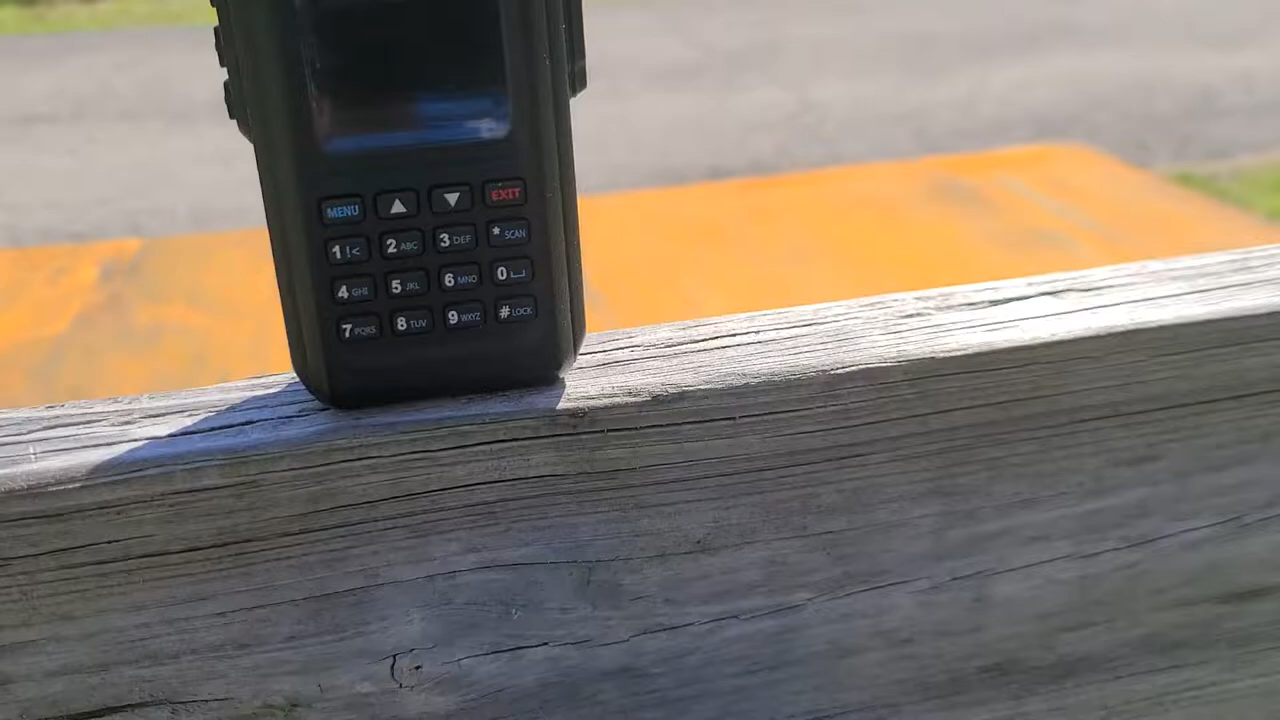 MENU ▲ ▼ EXIT
1 !< 2 ABC 3 DEF * SCAN
4 GHI 5 JKL 6 MNO 0 ⎵
7 PQRS 8 TUV 9 WXYZ # LOCK